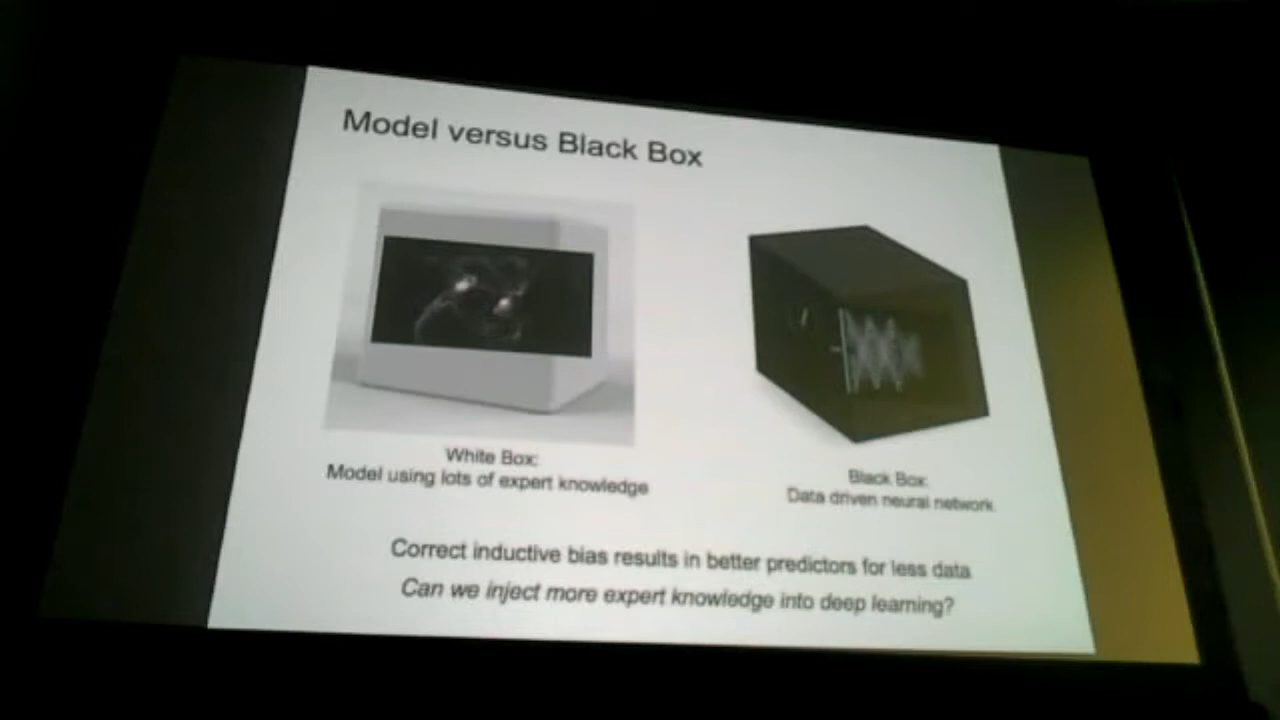 Model versus Black Box
White Box:
Model using lots of expert knowledge
Black Box:
Data driven neural network
Correct inductive bias results in better predictors for less data
Can we inject more expert knowledge into deep learning?